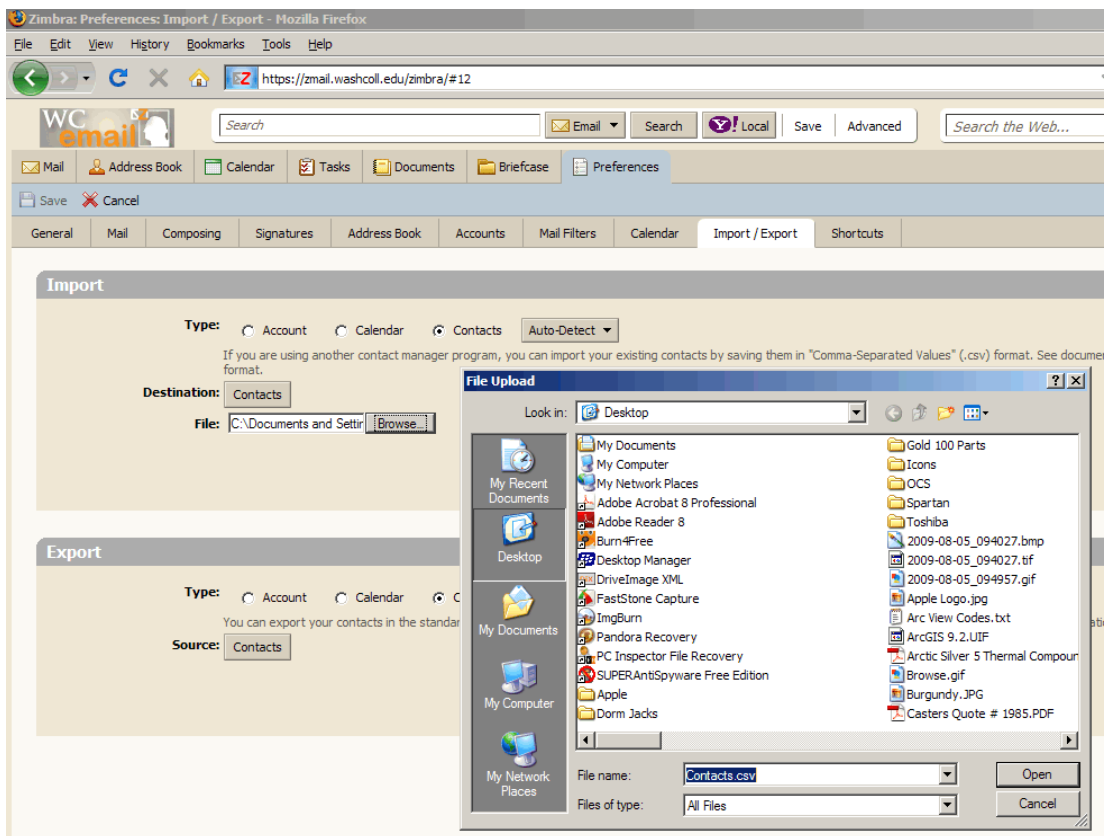 Zimbra: Preferences: Import / Export - Mozilla Firefox
File Edit View History Bookmarks Tools Help
https://zmail.washcoll.edu/zimbra/#12
WC email Search Email Search Y! Local Save Advanced Search the Web...
Mail Address Book Calendar Tasks Documents Briefcase Preferences
Save Cancel
General Mail Composing Signatures Address Book Accounts Mail Filters Calendar Import / Export Shortcuts
Import
Type: Account Calendar Contacts Auto-Detect
If you are using another contact manager program, you can import your existing contacts by saving them in "Comma-Separated Values" (.csv) format. See
format.
Destination: Contacts
File: C:\Documents and Browse...
Export
Type: Account Calendar
You can export your contacts in the
Source: Contacts
File Upload
Look in: Desktop
My Recent Documents
Desktop
My Documents
My Computer
My Network Places
My Documents
My Computer
My Network Places
Adobe Acrobat 8 Professional
Adobe Reader 8
Burn4Free
Desktop Manager
DriveImage XML
FastStone Capture
ImgBurn
Pandora Recovery
PC Inspector File Recovery
SUPERAntiSpyware Free Edition
Apple
Dorm Jacks
Gold 100 Parts
Icons
OCS
Spartan
Toshiba
2009-08-05_094027.bmp
2009-08-05_094027.tif
2009-08-05_094957.gif
Apple Logo.jpg
Arc View Codes.txt
ArcGIS 9.2.UIF
Arctic Silver 5 Thermal
Browse.gif
Burgundy.JPG
Casters Quote # 1985.PDF
File name: Contacts.csv Open
Files of type: All Files Cancel